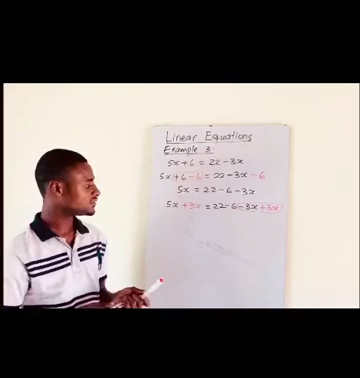 Linear Equations
Example 3:
5x + 6 = 22 - 3x
5x + 6 - 6 = 22 - 3x - 6
5x = 22 - 6 - 3x
5x + 3x = 22 - 6 - 3x + 3x